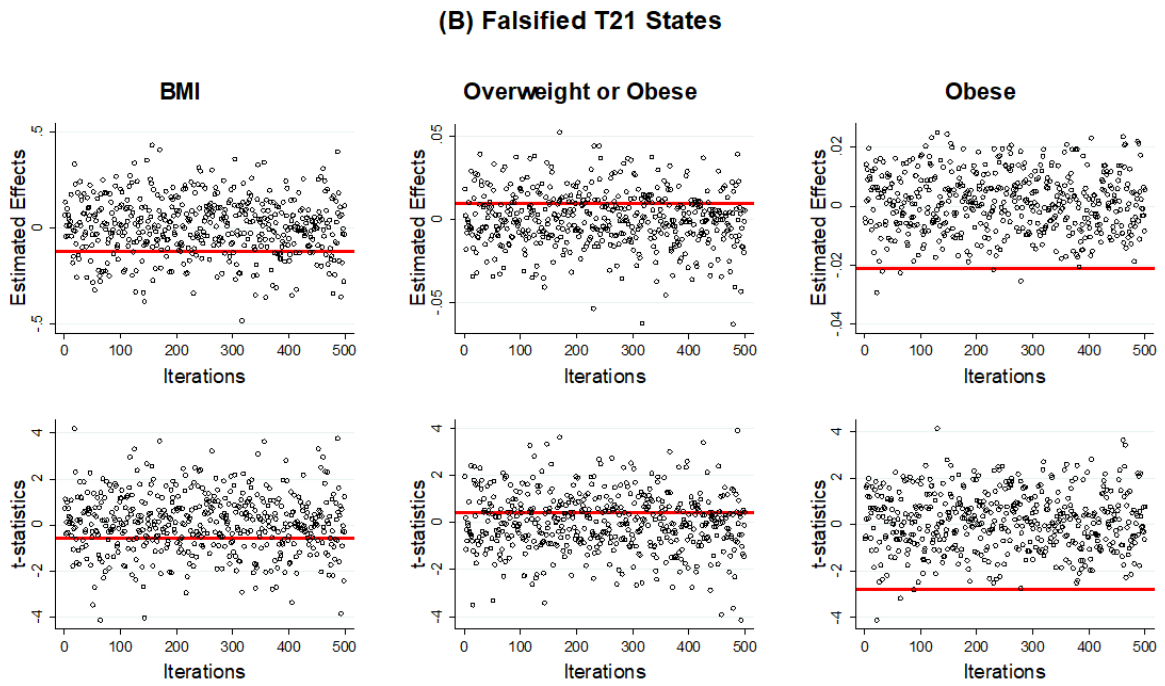 (B) Falsified T21 States
BMI
Estimated Effects
.5
0
-.5
0 100 200 300 400 500
Iterations
Overweight or Obese
Estimated Effects
.05
0
-.05
0 100 200 300 400 500
Iterations
Obese
Estimated Effects
.02
0
-.02
-.04
0 100 200 300 400 500
Iterations
t-statistics
4
2
0
-2
-4
0 100 200 300 400 500
Iterations
t-statistics
4
2
0
-2
-4
0 100 200 300 400 500
Iterations
t-statistics
4
2
0
-2
-4
0 100 200 300 400 500
Iterations